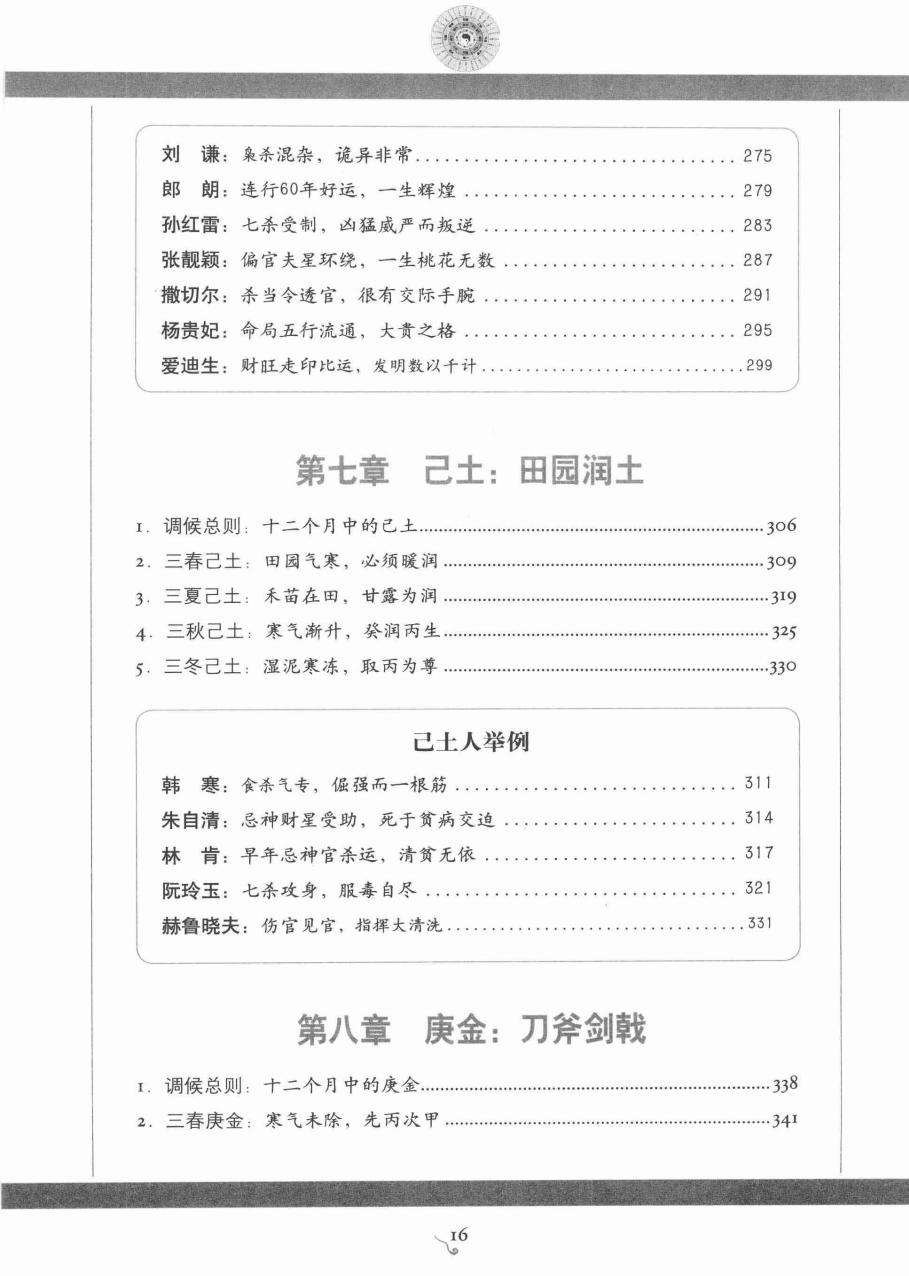 刘　谦：枭杀混杂，诡异非常................................. 275
郎　朗：连行60年好运，一生辉煌............................ 279
孙红雷：七杀受制，凶猛威严而叛逆.......................... 283
张靓颖：偏官夫星环绕，一生桃花无数........................ 287
撒切尔：杀当令透官，很有交际手腕.......................... 291
杨贵妃：命局五行流通，大贵之格............................ 295
爱迪生：财旺走印比运，发明数以千计..............................299
第七章　己土：田园润土
1．调候总则：十二个月中的己土........................306
2．三春己土：田园气寒，必须暖润........................309
3．三夏己土：禾苗在田，甘露为润........................319
4．三秋己土：寒气渐升，癸润丙生........................325
5．三冬己土：湿泥寒冻，取丙为尊........................330
己土人举例
韩　寒：食杀气专，倔强而一根筋............................. 311
朱自清：忌神财星受助，死于贫病交迫........................ 314
林　肯：早年忌神官杀运，清贫无依.......................... 317
阮玲玉：七杀攻身，服毒自尽................................ 321
赫鲁晓夫：伤官见官，指挥大清洗..................................331
第八章　庚金：刀斧剑戟
1．调候总则：十二个月中的庚金........................338
2．三春庚金：寒气未除，先丙次甲........................341
16